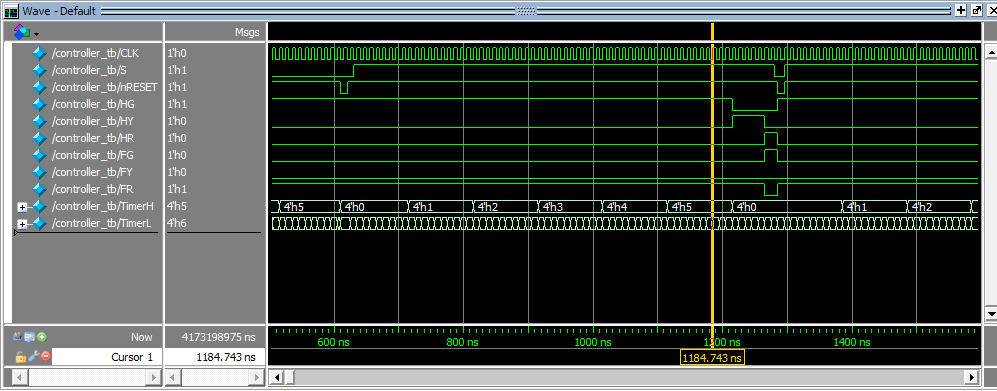 Wave - Default
Msgs
/controller_tb/CLK 1'h0
/controller_tb/S 1'h1
/controller_tb/nRESET 1'h1
/controller_tb/HG 1'h1
/controller_tb/HY 1'h0
/controller_tb/HR 1'h0
/controller_tb/FG 1'h0
/controller_tb/FY 1'h0
/controller_tb/FR 1'h1
/controller_tb/TimerH 4'h5 4'h5 4'h0 4'h1 4'h2 4'h3 4'h4 4'h5 4'h0 4'h1 4'h2
/controller_tb/TimerL 4'h6
Now 4173198975 ns 600 ns 800 ns 1000 ns 1200 ns 1400 ns
Cursor 1 1184.743 ns 1184.743 ns